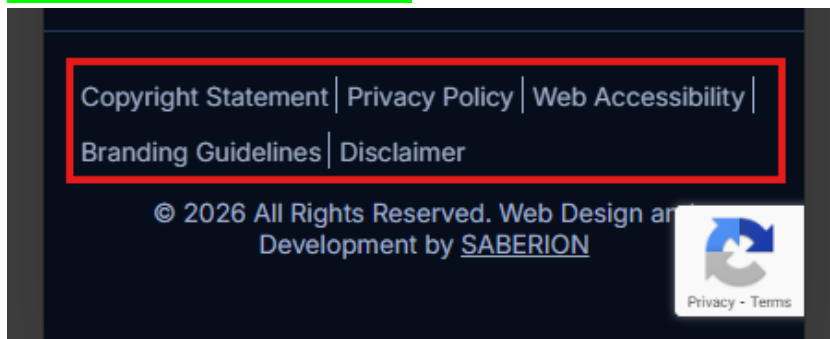 Copyright Statement | Privacy Policy | Web Accessibility |
Branding Guidelines | Disclaimer
© 2026 All Rights Reserved. Web Design
Development by SABERION
Privacy - Terms